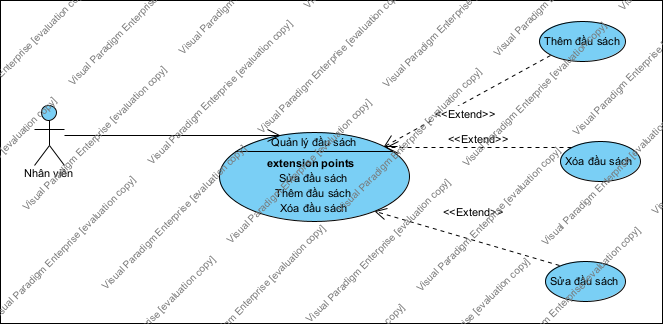 Thêm đầu sách
<<Extend>>
<<Extend>>
Quản lý đầu sách
Xóa đầu sách
extension points
Nhân viên
Sửa đầu sách
Thêm đầu sách
Xóa đầu sách
<<Extend>>
Sửa đầu sách
Visual Paradigm Enterprise [evaluation copy]